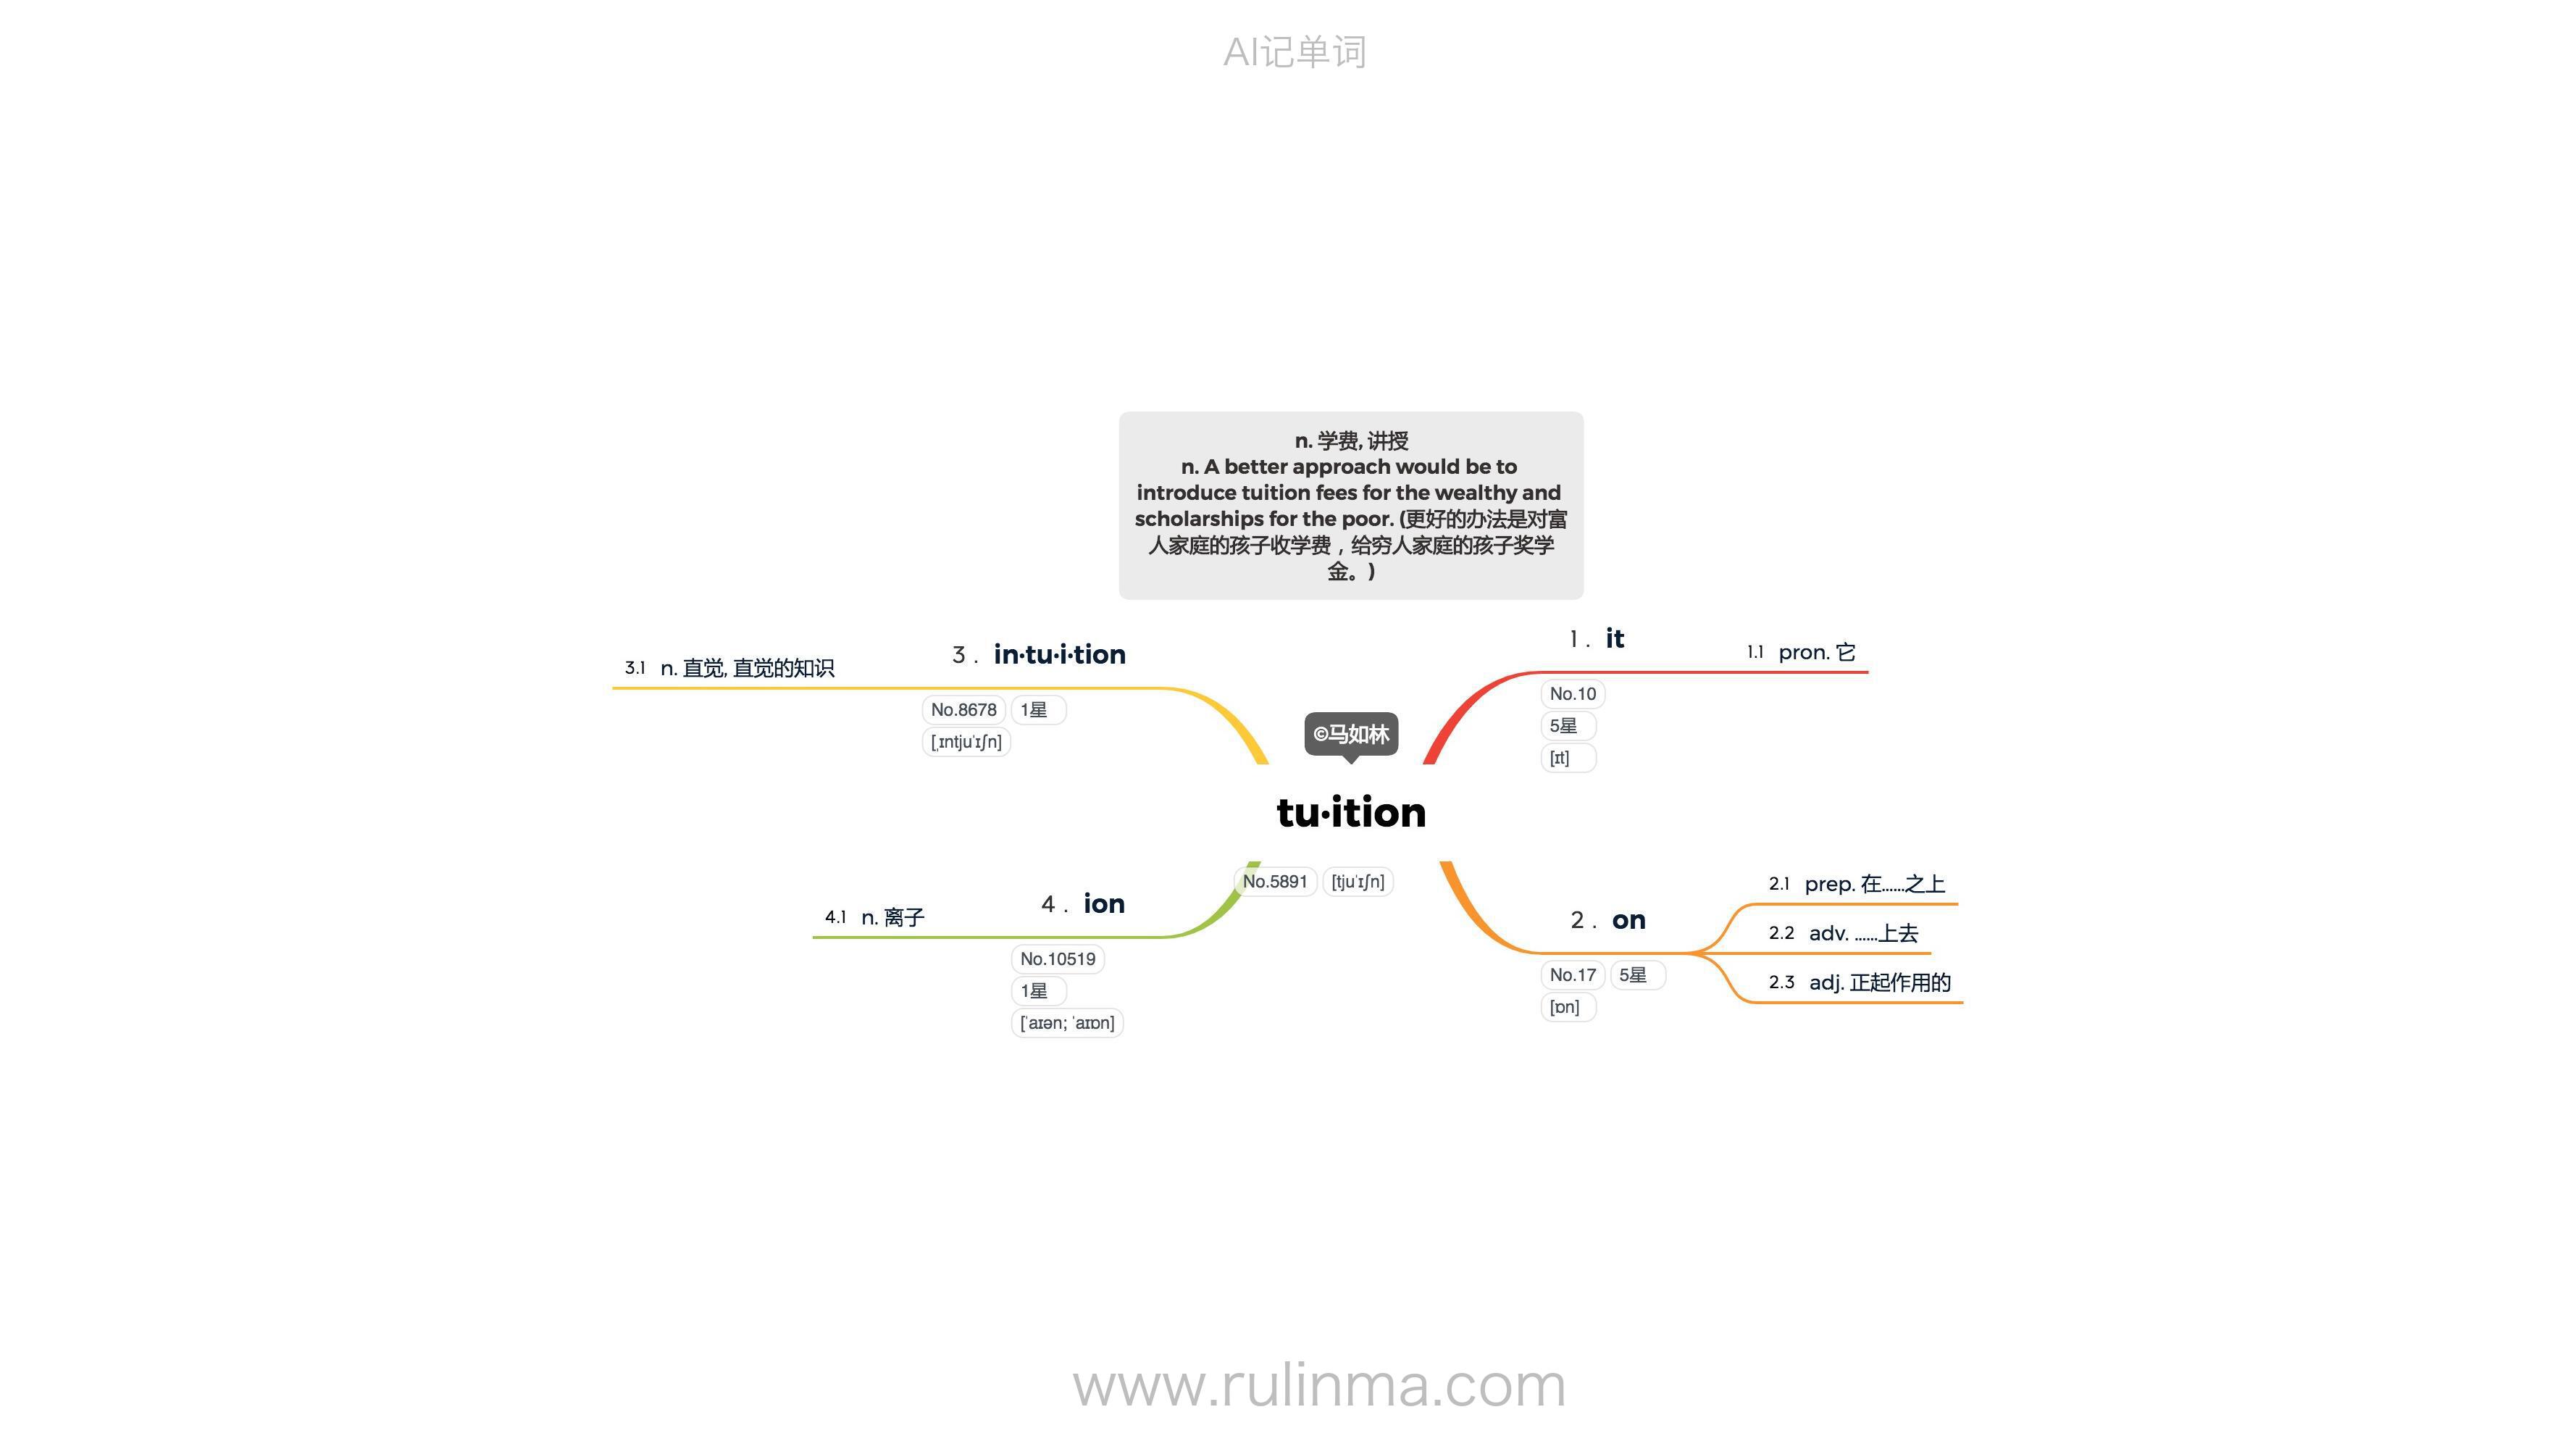 AI记单词
n. 学费, 讲授
n. A better approach would be to
introduce tuition fees for the wealthy and
scholarships for the poor. (更好的办法是对富
人家庭的孩子收学费，给穷人家庭的孩子奖学
金。)
©马如林
tu·ition
No.5891 [tjuˈɪʃn]
1 . it
No.10
5星
[ɪt]
1.1 pron. 它
2 . on
No.17 5星
[ɒn]
2.1 prep. 在……之上
2.2 adv. ……上去
2.3 adj. 正起作用的
3 . in·tu·i·tion
No.8678 1星
[ˌɪntjuˈɪʃn]
3.1 n. 直觉, 直觉的知识
4 . ion
No.10519
1星
[ˈaɪən; ˈaɪɒn]
4.1 n. 离子
www.rulinma.com